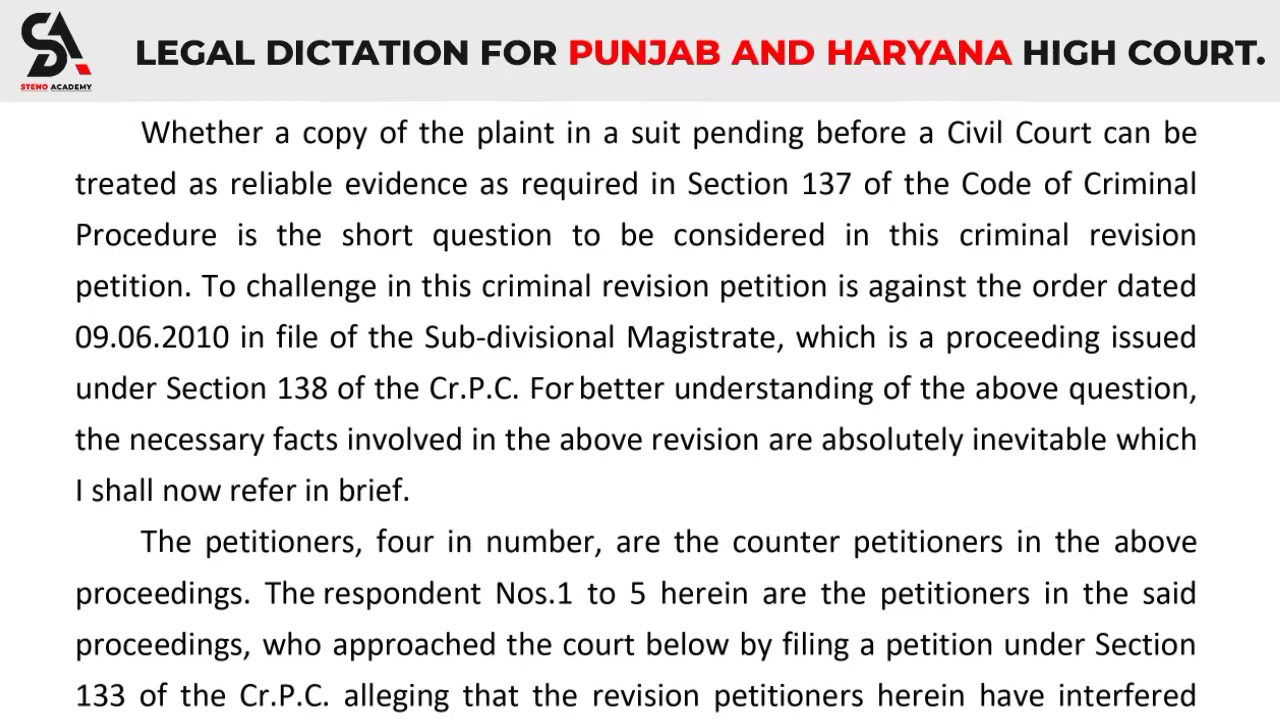 SA
STENO ACADEMY
LEGAL DICTATION FOR PUNJAB AND HARYANA HIGH COURT.
Whether a copy of the plaint in a suit pending before a Civil Court can be
treated as reliable evidence as required in Section 137 of the Code of Criminal
Procedure is the short question to be considered in this criminal revision
petition. To challenge in this criminal revision petition is against the order dated
09.06.2010 in file of the Sub-divisional Magistrate, which is a proceeding issued
under Section 138 of the Cr.P.C. For better understanding of the above question,
the necessary facts involved in the above revision are absolutely inevitable which
I shall now refer in brief.
The petitioners, four in number, are the counter petitioners in the above
proceedings. The respondent Nos.1 to 5 herein are the petitioners in the said
proceedings, who approached the court below by filing a petition under Section
133 of the Cr.P.C. alleging that the revision petitioners herein have interfered